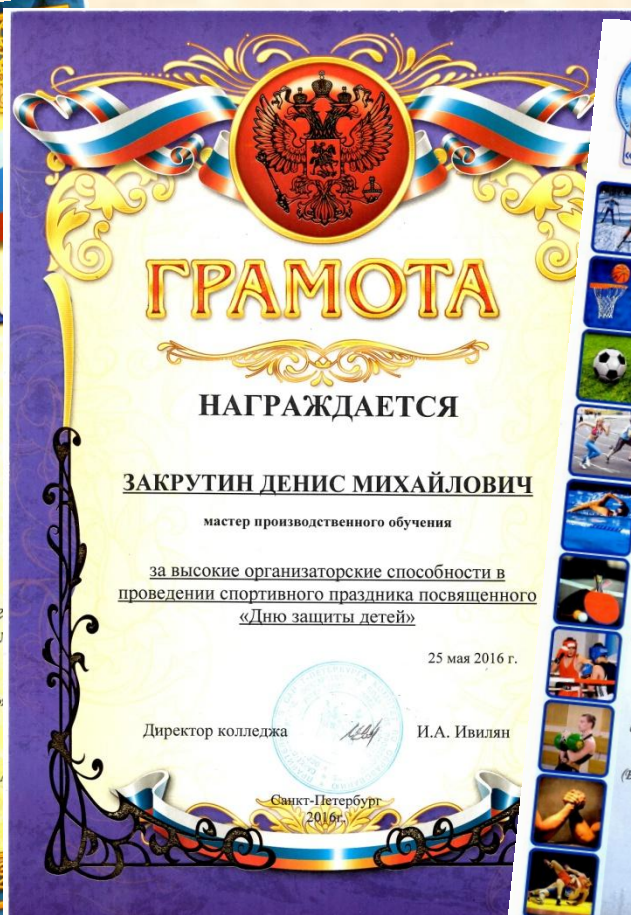 ГРАМОТА
НАГРАЖДАЕТСЯ
ЗАКРУТИН ДЕНИС МИХАЙЛОВИЧ
мастер производственного обучения
за высокие организаторские способности в
проведении спортивного праздника посвященного
«Дню защиты детей»
25 мая 2016 г.
Директор колледжа
И.А. Ивилян
Санкт-Петербург
2016г.